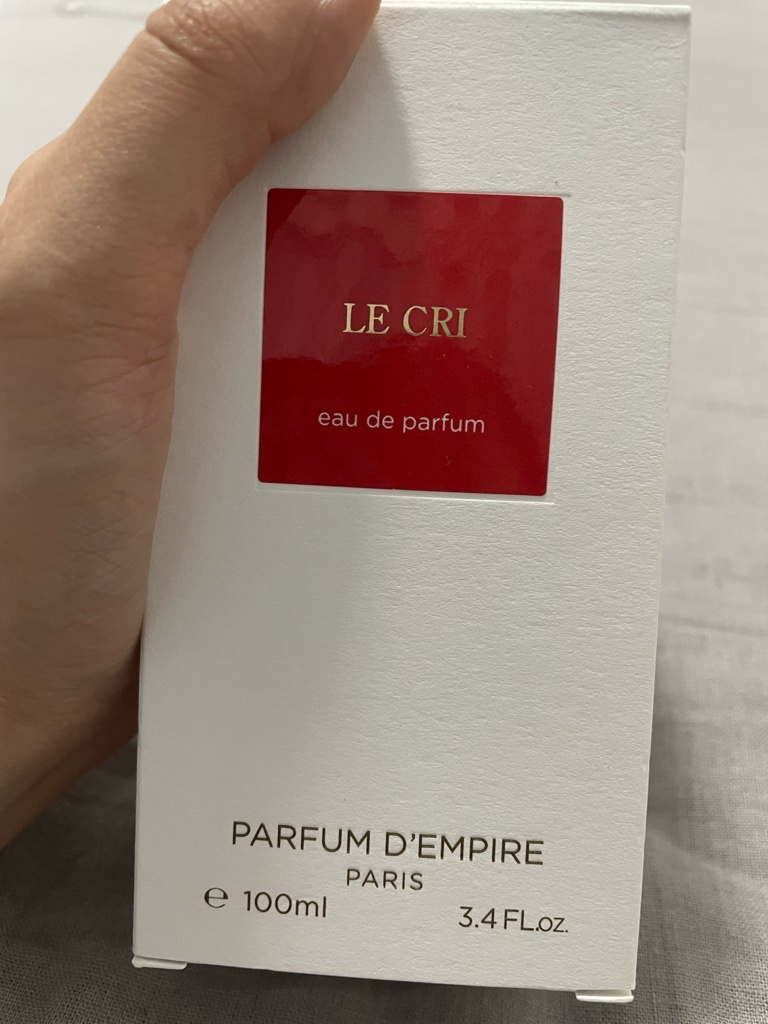 LE CRI
eau de parfum
PARFUM D'EMPIRE
PARIS
℮ 100ml 3.4 FL.oz.